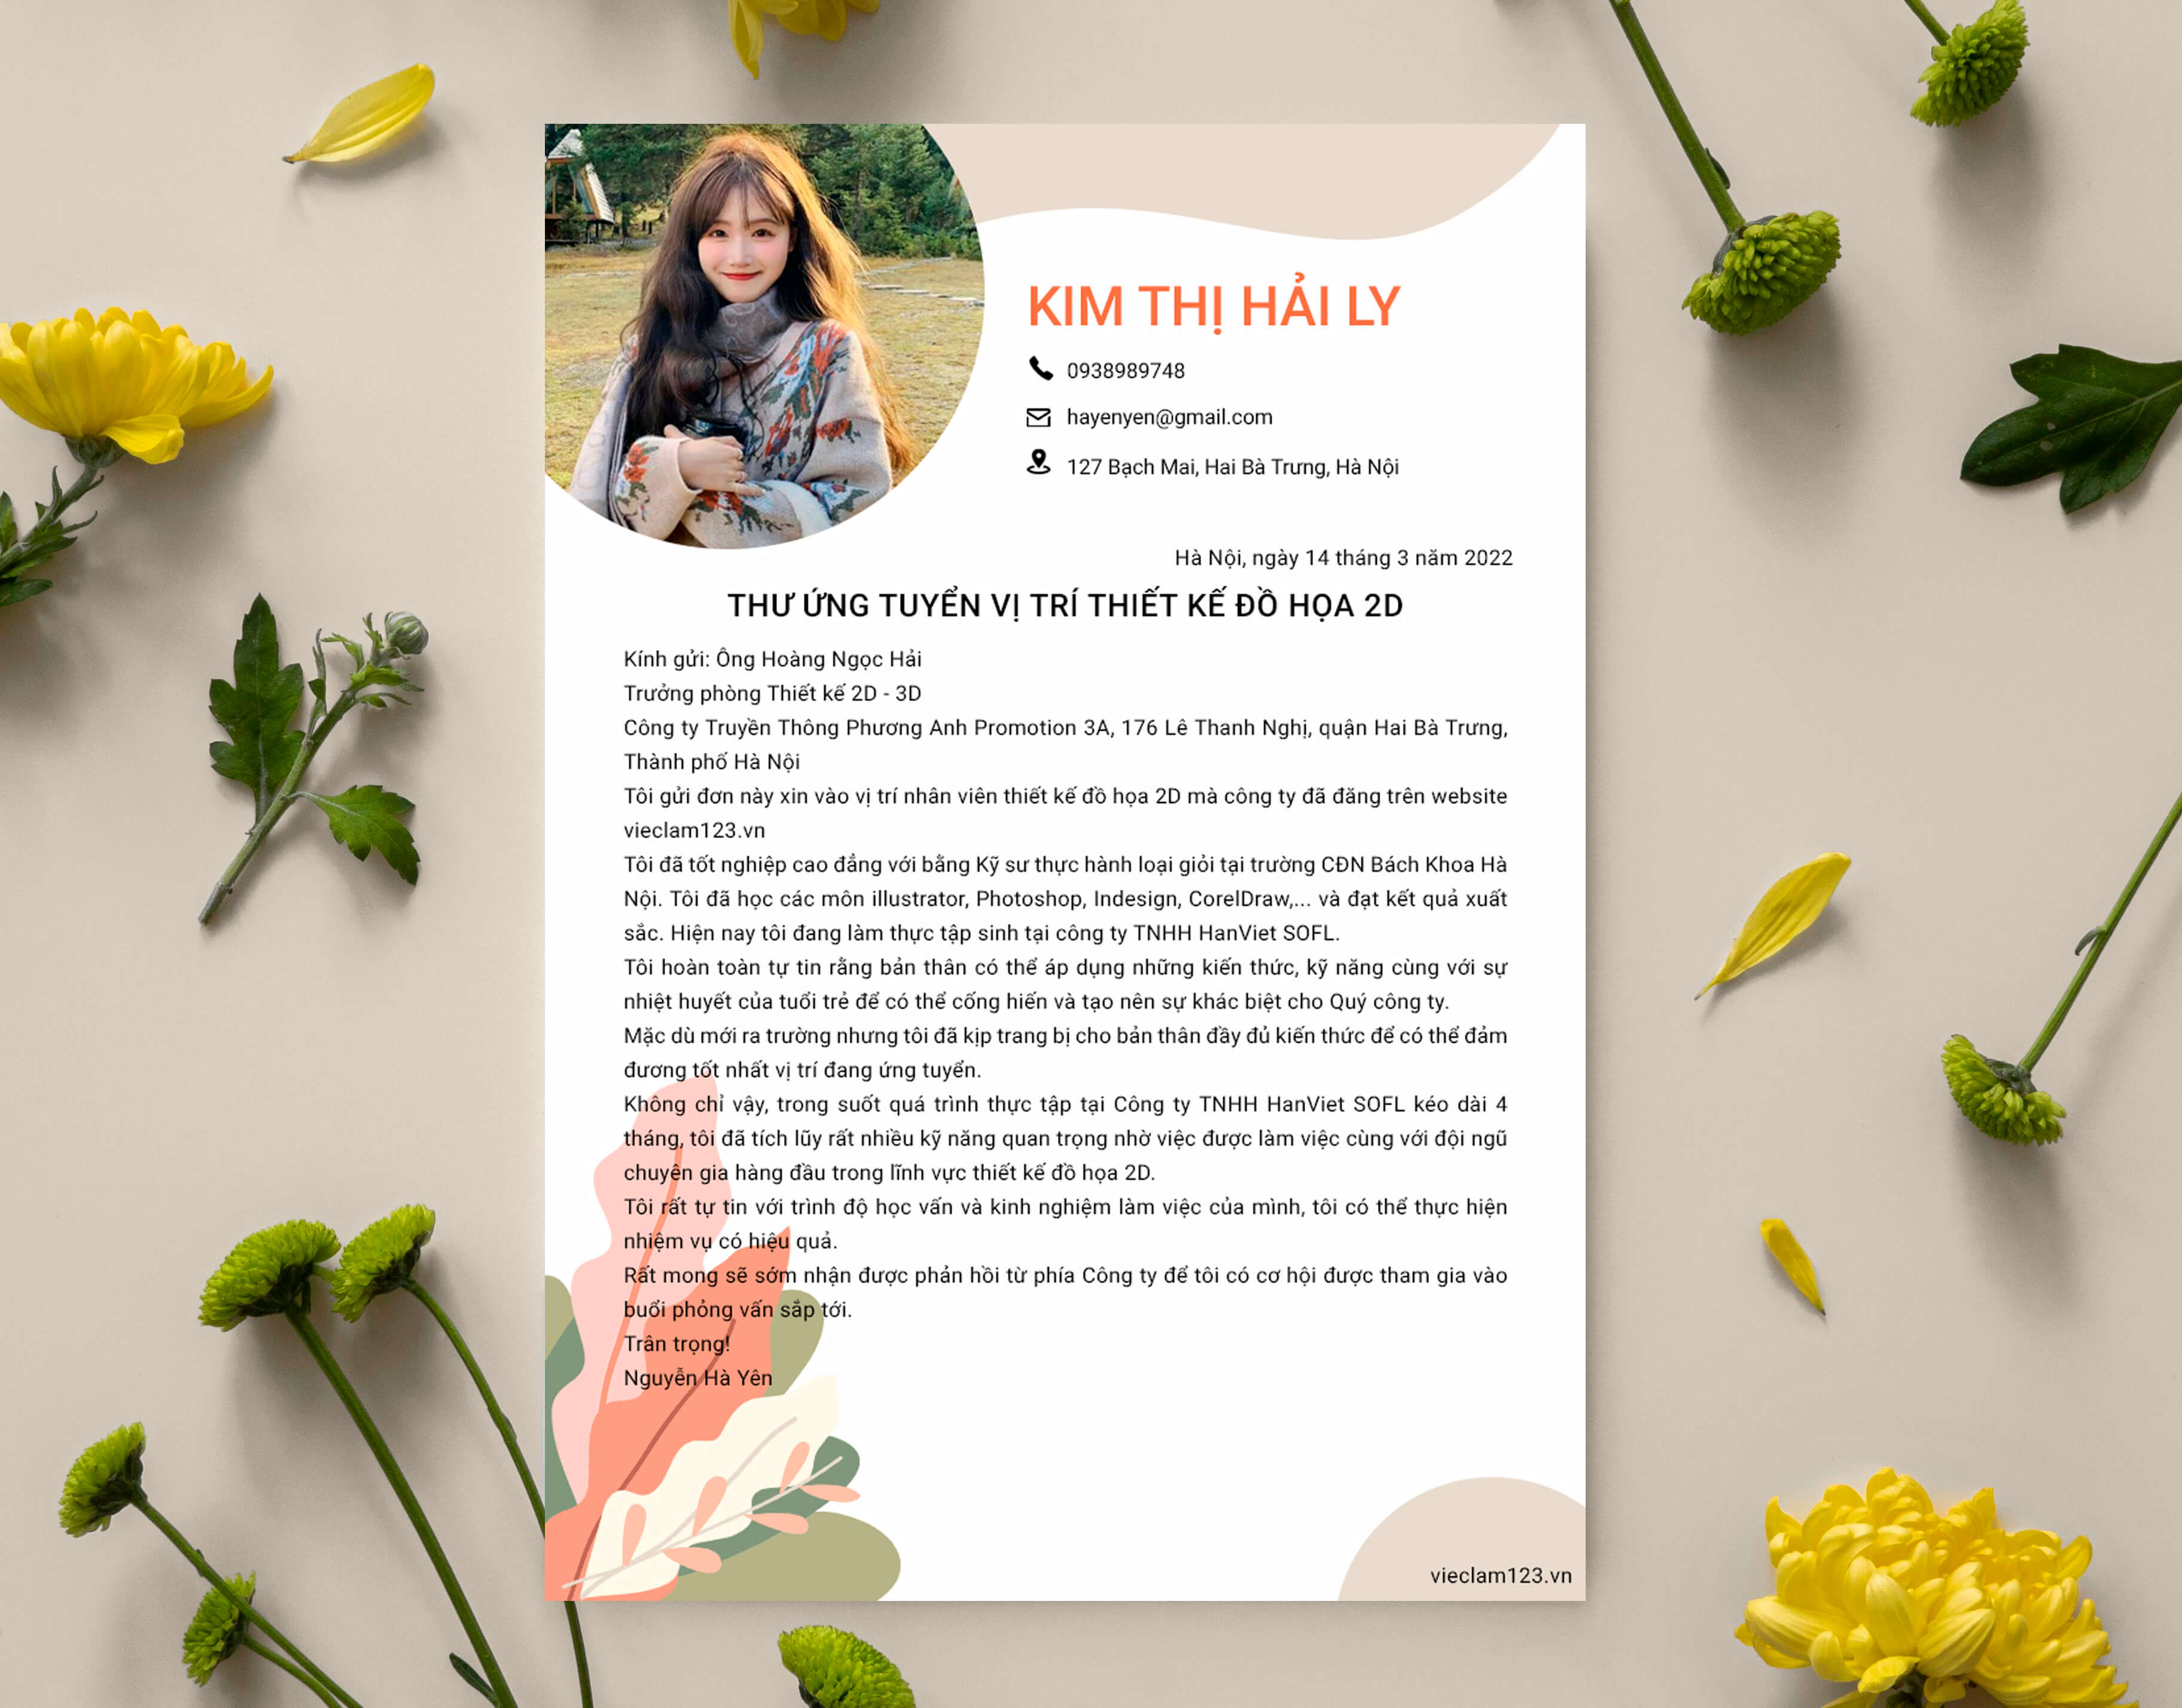 KIM THỊ HẢI LY
0938989748
hayenyen@gmail.com
127 Bạch Mai, Hai Bà Trưng, Hà Nội
Hà Nội, ngày 14 tháng 3 năm 2022
THƯ ỨNG TUYỂN VỊ TRÍ THIẾT KẾ ĐỒ HỌA 2D
Kính gửi: Ông Hoàng Ngọc Hải
Trưởng phòng Thiết kế 2D - 3D
Công ty Truyền Thông Phương Anh Promotion 3A, 176 Lê Thanh Nghị, quận Hai Bà Trưng,
Thành phố Hà Nội
Tôi gửi đơn này xin vào vị trí nhân viên thiết kế đồ họa 2D mà công ty đã đăng trên website
vieclam123.vn
Tôi đã tốt nghiệp cao đẳng với bằng Kỹ sư thực hành loại giỏi tại trường CĐN Bách Khoa Hà
Nội. Tôi đã học các môn illustrator, Photoshop, Indesign, CorelDraw,... và đạt kết quả xuất
sắc. Hiện nay tôi đang làm thực tập sinh tại công ty TNHH HanViet SOFL.
Tôi hoàn toàn tự tin rằng bản thân có thể áp dụng những kiến thức, kỹ năng cùng với sự
nhiệt huyết của tuổi trẻ để có thể cống hiến và tạo nên sự khác biệt cho Quý công ty.
Mặc dù mới ra trường nhưng tôi đã kịp trang bị cho bản thân đầy đủ kiến thức để có thể đảm
đương tốt nhất vị trí đang ứng tuyển.
Không chỉ vậy, trong suốt quá trình thực tập tại Công ty TNHH HanViet SOFL kéo dài 4
tháng, tôi đã tích lũy rất nhiều kỹ năng quan trọng nhờ việc được làm việc cùng với đội ngũ
chuyên gia hàng đầu trong lĩnh vực thiết kế đồ họa 2D.
Tôi rất tự tin với trình độ học vấn và kinh nghiệm làm việc của mình, tôi có thể thực hiện
nhiệm vụ có hiệu quả.
Rất mong sẽ sớm nhận được phản hồi từ phía Công ty để tôi có cơ hội được tham gia vào
buổi phỏng vấn sắp tới.
Trân trọng!
Nguyễn Hà Yên
vieclam123.vn